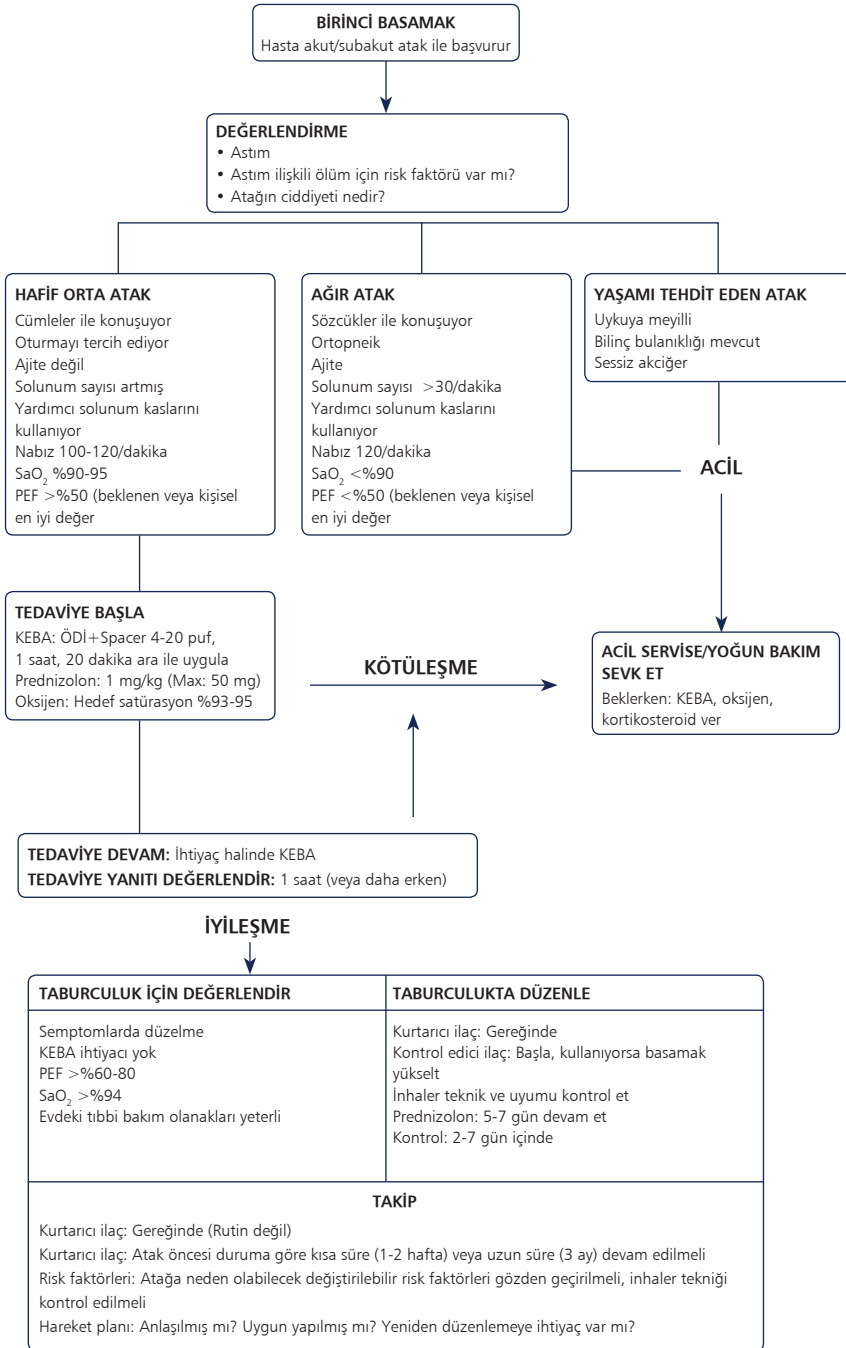 BİRİNCİ BASAMAK
Hasta akut/subakut atak ile başvurur
DEĞERLENDİRME
• Astım
• Astım ilişkili ölüm için risk faktörü var mı?
• Atağın ciddiyeti nedir?
HAFİF ORTA ATAK
Cümleler ile konuşuyor
Oturmayı tercih ediyor
Ajite değil
Solunum sayısı artmış
Yardımcı solunum kaslarını
kullanıyor
Nabız 100-120/dakika
SaO₂ %90-95
PEF >%50 (beklenen veya kişisel
en iyi değer
AĞIR ATAK
Sözcükler ile konuşuyor
Ortopneik
Ajite
Solunum sayısı >30/dakika
Yardımcı solunum kaslarını
kullanıyor
Nabız 120/dakika
SaO₂ <%90
PEF <%50 (beklenen veya kişisel
en iyi değer
YAŞAMI TEHDİT EDEN ATAK
Uykuya meyilli
Bilinç bulanıklığı mevcut
Sessiz akciğer
ACİL
TEDAVİYE BAŞLA
KEBA: ÖDİ+Spacer 4-20 puf,
1 saat, 20 dakika ara ile uygula
Prednizolon: 1 mg/kg (Max: 50 mg)
Oksijen: Hedef satürasyon %93-95
KÖTÜLEŞME
ACİL SERVİSE/YOĞUN BAKIM
SEVK ET
Beklerken: KEBA, oksijen,
kortikosteroid ver
TEDAVİYE DEVAM: İhtiyaç halinde KEBA
TEDAVİYE YANITI DEĞERLENDİR: 1 saat (veya daha erken)
İYİLEŞME
TABURCULUK İÇİN DEĞERLENDİR
Semptomlarda düzelme
KEBA ihtiyacı yok
PEF >%60-80
SaO₂ >%94
Evdeki tıbbi bakım olanakları yeterli
TABURCULUKTA DÜZENLE
Kurtarıcı ilaç: Gereğinde
Kontrol edici ilaç: Başla, kullanıyorsa basamak
yükselt
İnhaler teknik ve uyumu kontrol et
Prednizolon: 5-7 gün devam et
Kontrol: 2-7 gün içinde
TAKİP
Kurtarıcı ilaç: Gereğinde (Rutin değil)
Kurtarıcı ilaç: Atak öncesi duruma göre kısa süre (1-2 hafta) veya uzun süre (3 ay) devam edilmeli
Risk faktörleri: Atağa neden olabilecek değiştirilebilir risk faktörleri gözden geçirilmeli, inhaler tekniği
kontrol edilmeli
Hareket planı: Anlaşılmış mı? Uygun yapılmış mı? Yeniden düzenlemeye ihtiyaç var mı?